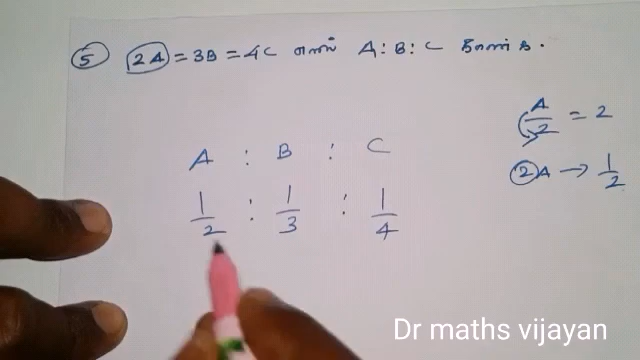 5 2A = 3B = 4C எனில் A : B : C காண்க.
A/2 = 2
2A → 1/2
A : B : C
1/2 : 1/3 : 1/4
Dr maths vijayan